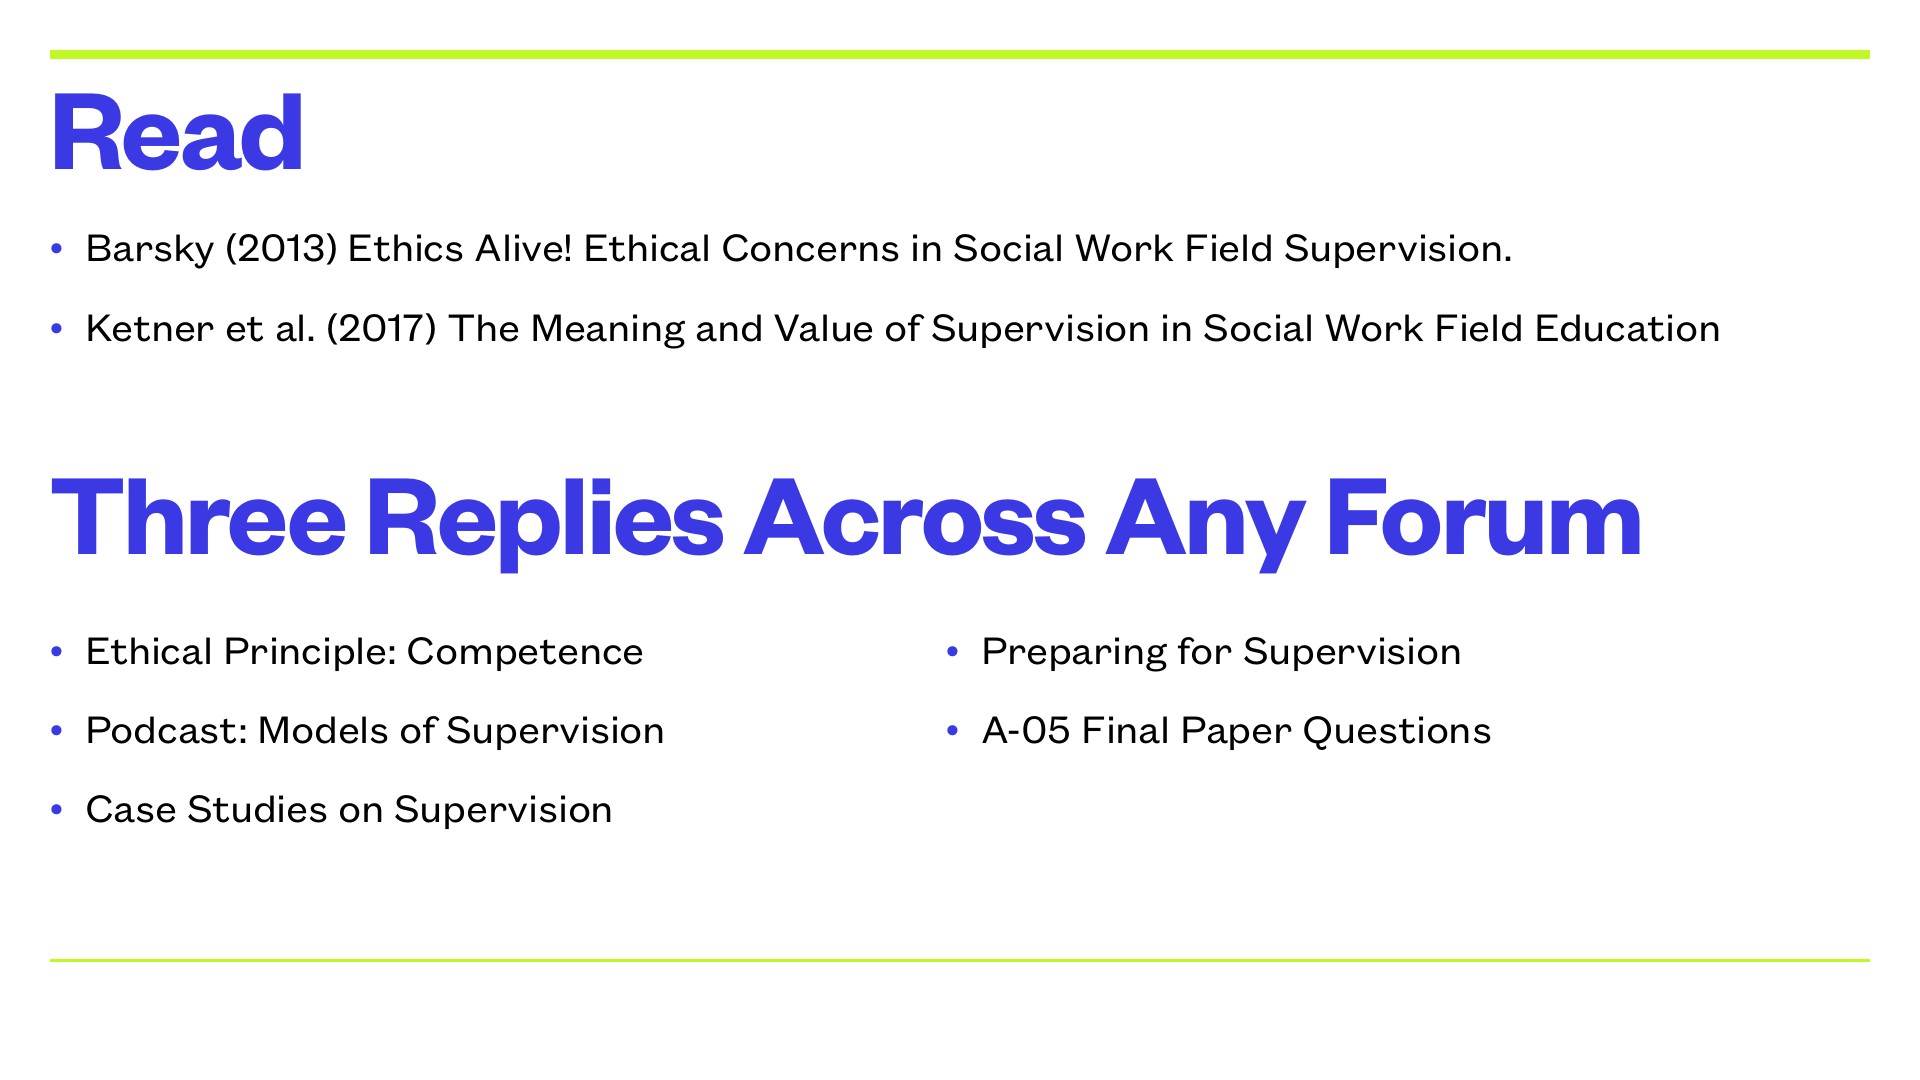 Read
• Barsky (2013) Ethics Alive! Ethical Concerns in Social Work Field Supervision.
• Ketner et al. (2017) The Meaning and Value of Supervision in Social Work Field Education
Three Replies Across Any Forum
• Ethical Principle: Competence
• Podcast: Models of Supervision
• Case Studies on Supervision
• Preparing for Supervision
• A-05 Final Paper Questions